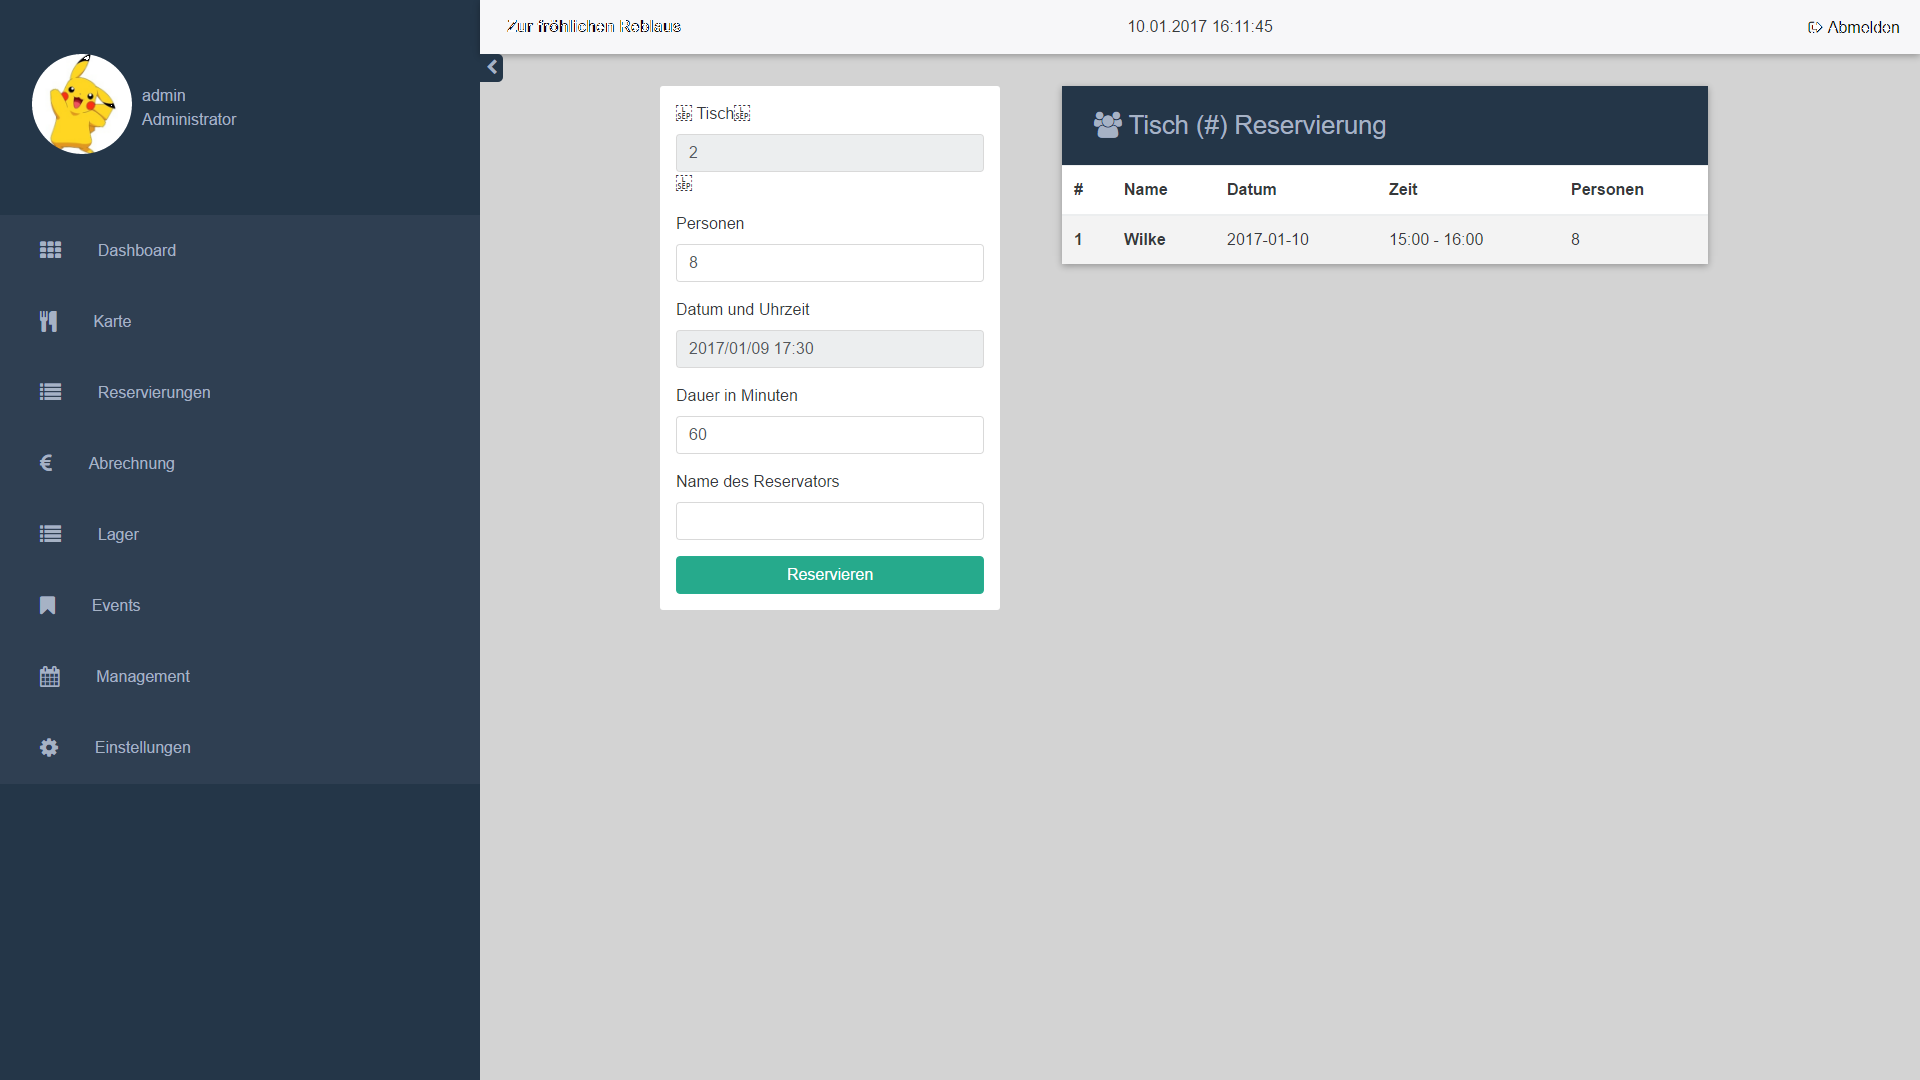 Zur fröhlichen Reblaus
10.01.2017 16:11:45
Abmelden
admin
Administrator
Dashboard
Karte
Reservierungen
€ Abrechnung
Lager
Events
Management
Einstellungen
Tisch
2
Personen
8
Datum und Uhrzeit
2017/01/09 17:30
Dauer in Minuten
60
Name des Reservators
Reservieren
Tisch (#) Reservierung
# Name Datum Zeit Personen
1 Wilke 2017-01-10 15:00 - 16:00 8